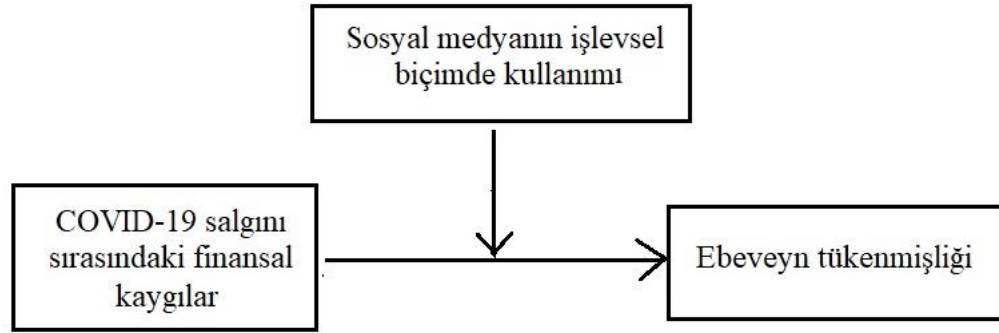 Sosyal medyanın işlevsel
biçimde kullanımı
COVID-19 salgını
sırasındaki finansal
kaygılar
Ebeveyn tükenmişliği